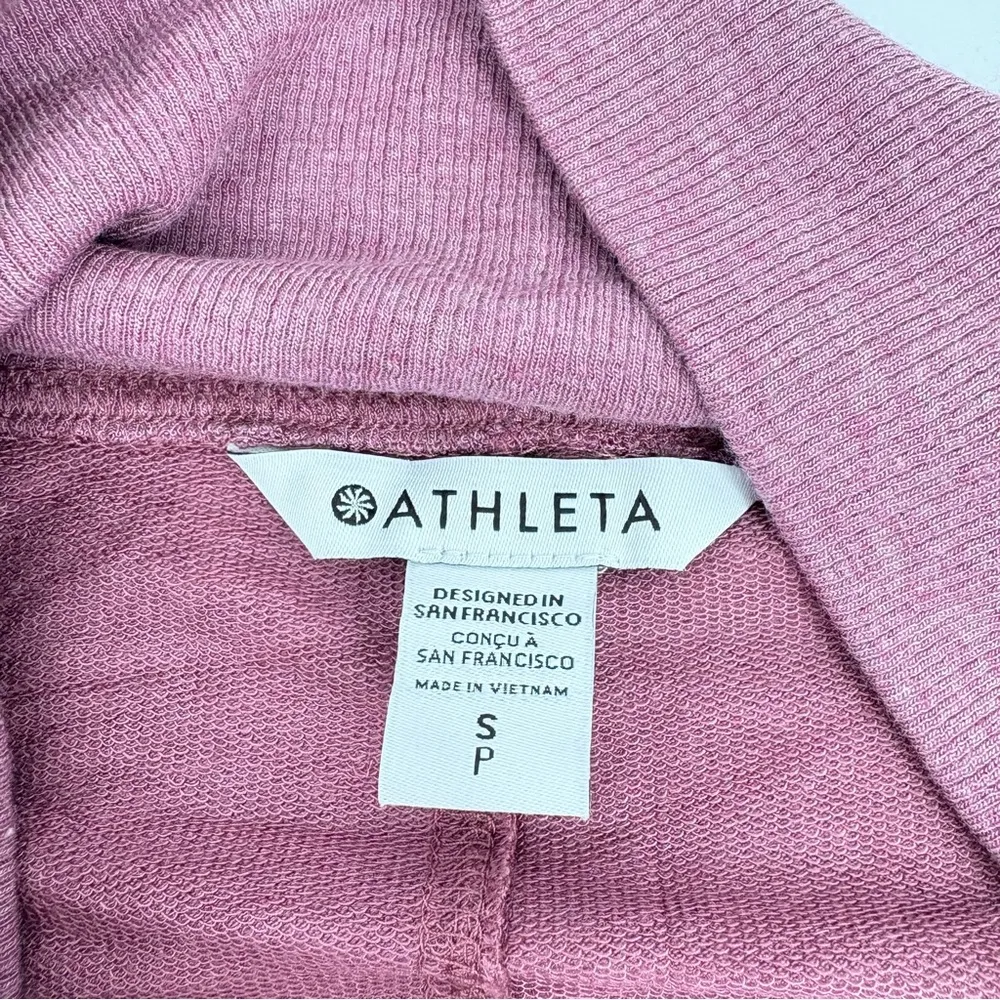 ATHLETA
DESIGNED IN
SAN FRANCISCO
CONÇU À
SAN FRANCISCO
MADE IN VIETNAM
S
P